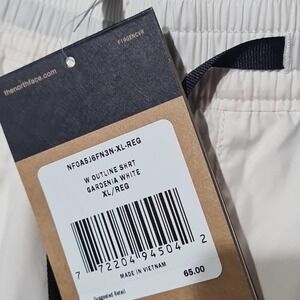 thenorthface.com
NF0A5J6FN3N-XL-REG
W OUTLINE SHRT
GARDENIA WHITE
XL/REG
7 72204 94504 2
MADE IN VIETNAM
65.00
Suggested Retail